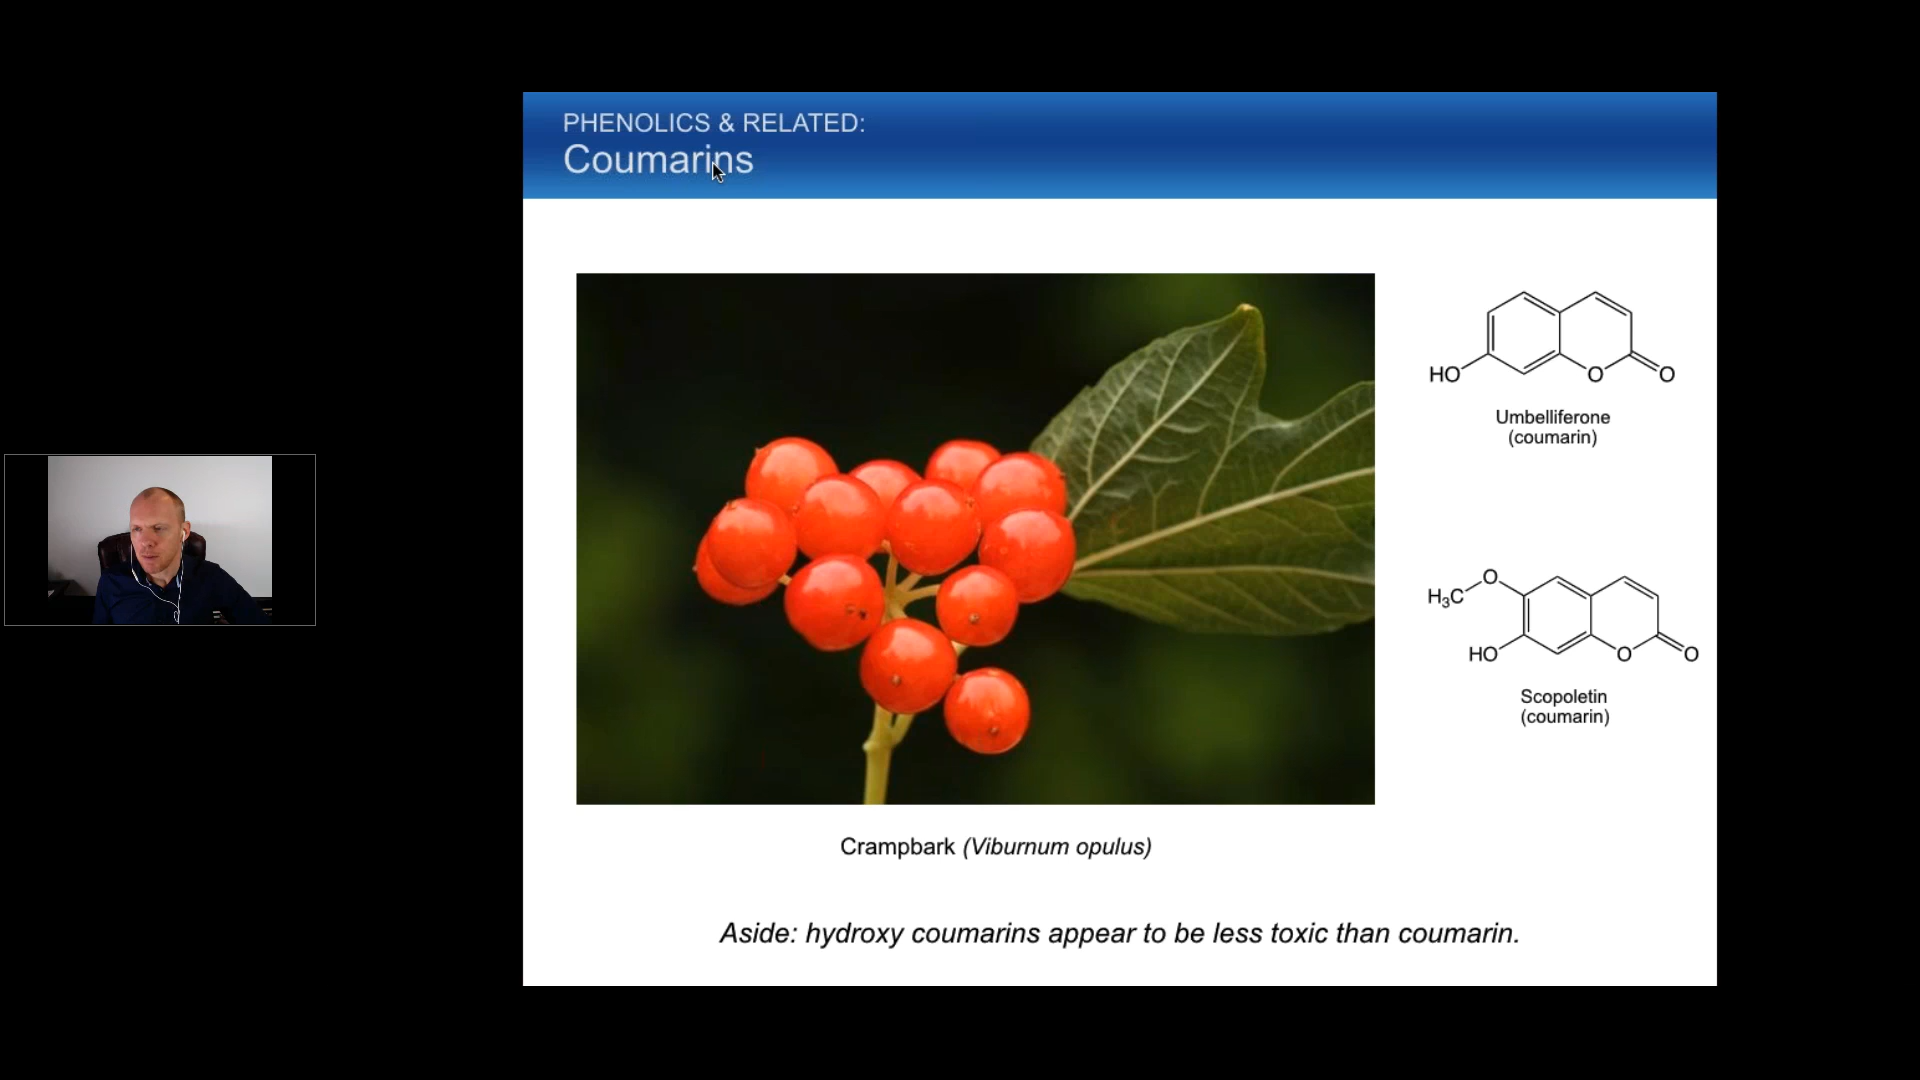 PHENOLICS & RELATED:
Coumarins
HO
O
O
Umbelliferone
(coumarin)
O
H₃C
HO
O
O
Scopoletin
(coumarin)
Crampbark (Viburnum opulus)
Aside: hydroxy coumarins appear to be less toxic than coumarin.